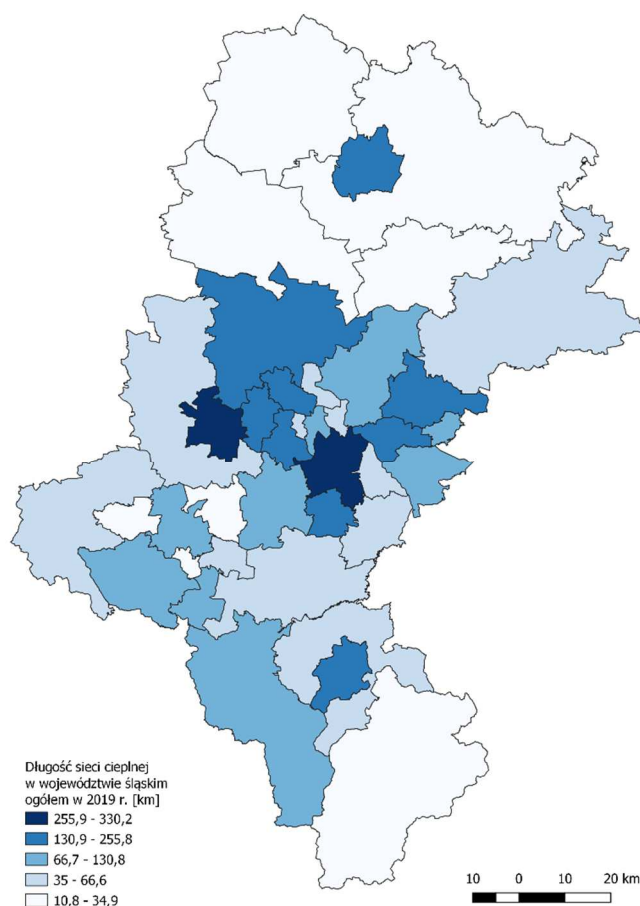 Długość sieci cieplnej
w województwie śląskim
ogółem w 2019 r. [km]
255,9 - 330,2
130,9 - 255,8
66,7 - 130,8
35 - 66,6
10,8 - 34,9
10 0 10 20 km